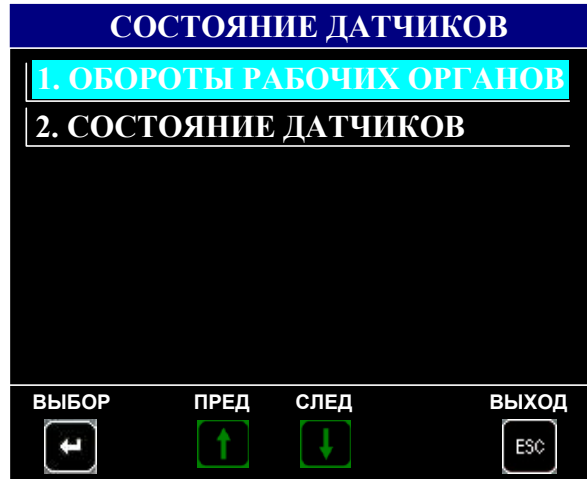 СОСТОЯНИЕ ДАТЧИКОВ
1. ОБОРОТЫ РАБОЧИХ ОРГАНОВ
2. СОСТОЯНИЕ ДАТЧИКОВ
ВЫБОР ПРЕД СЛЕД ВЫХОД
ESC